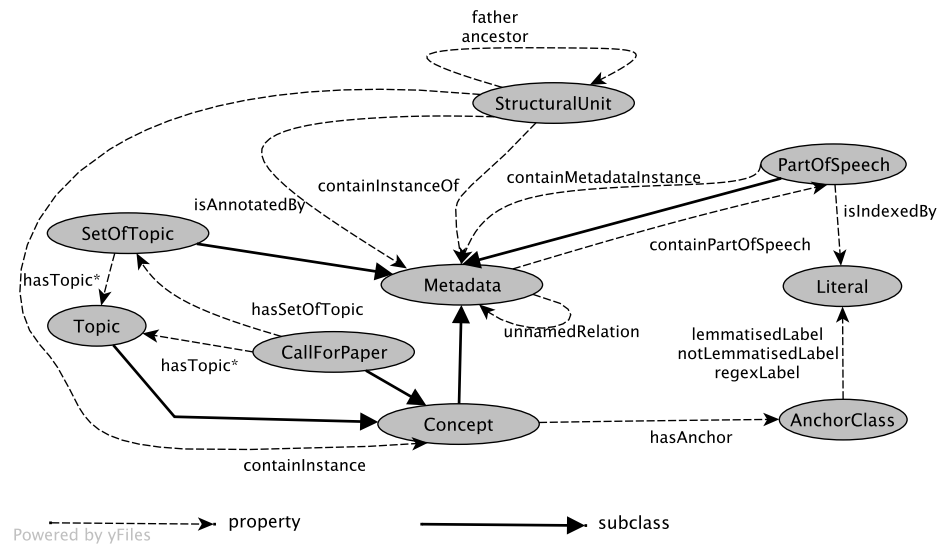 father
ancestor
StructuralUnit
PartOfSpeech
containInstanceOf
containMetadataInstance
isAnnotatedBy
isIndexedBy
SetOfTopic
containPartOfSpeech
hasTopic*
Metadata
Literal
hasSetOfTopic
Topic
unnamedRelation
lemmatisedLabel
notLemmatisedLabel
regexLabel
CallForPaper
hasTopic*
Concept
AnchorClass
hasAnchor
containInstance
property
subclass
Powered by yFiles